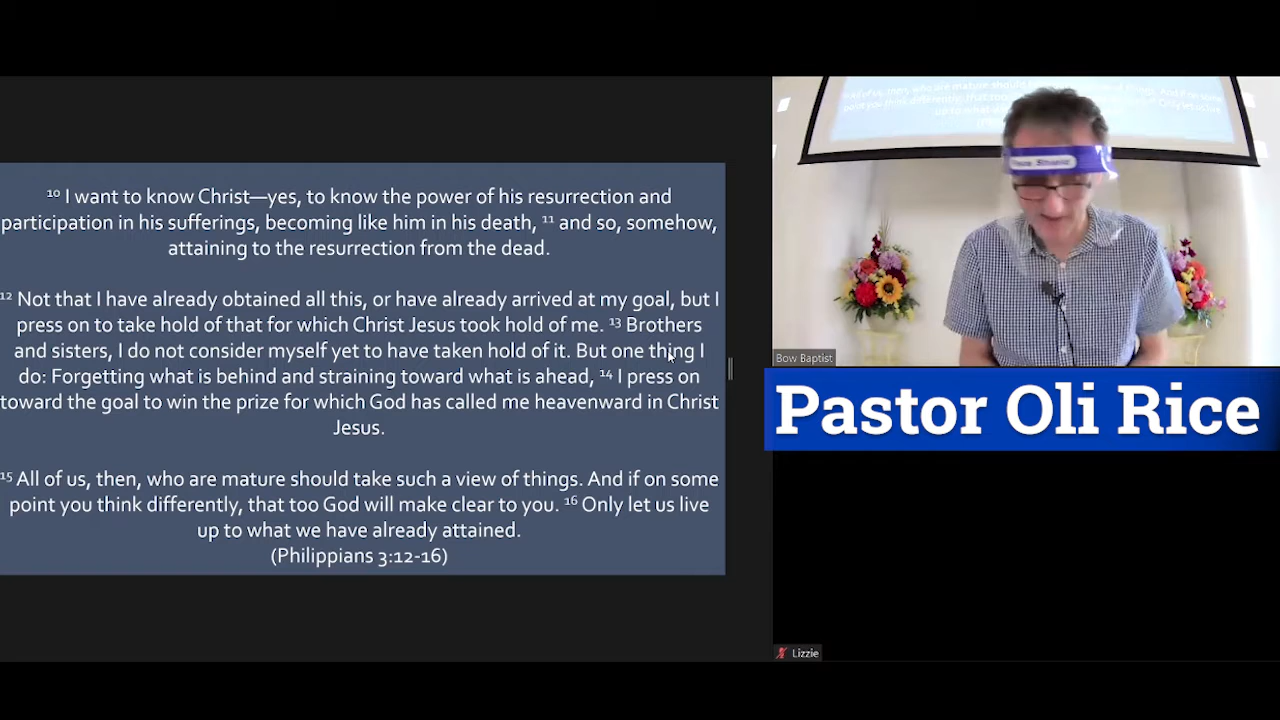 ¹⁰ I want to know Christ—yes, to know the power of his resurrection and
participation in his sufferings, becoming like him in his death, ¹¹ and so, somehow,
attaining to the resurrection from the dead.
¹² Not that I have already obtained all this, or have already arrived at my goal, but I
press on to take hold of that for which Christ Jesus took hold of me. ¹³ Brothers
and sisters, I do not consider myself yet to have taken hold of it. But one thing I
do: Forgetting what is behind and straining toward what is ahead, ¹⁴ I press on
toward the goal to win the prize for which God has called me heavenward in Christ
Jesus.
¹⁵ All of us, then, who are mature should take such a view of things. And if on some
point you think differently, that too God will make clear to you. ¹⁶ Only let us live
up to what we have already attained.
(Philippians 3:12-16)
Bow Baptist
Pastor Oli Rice
Lizzie